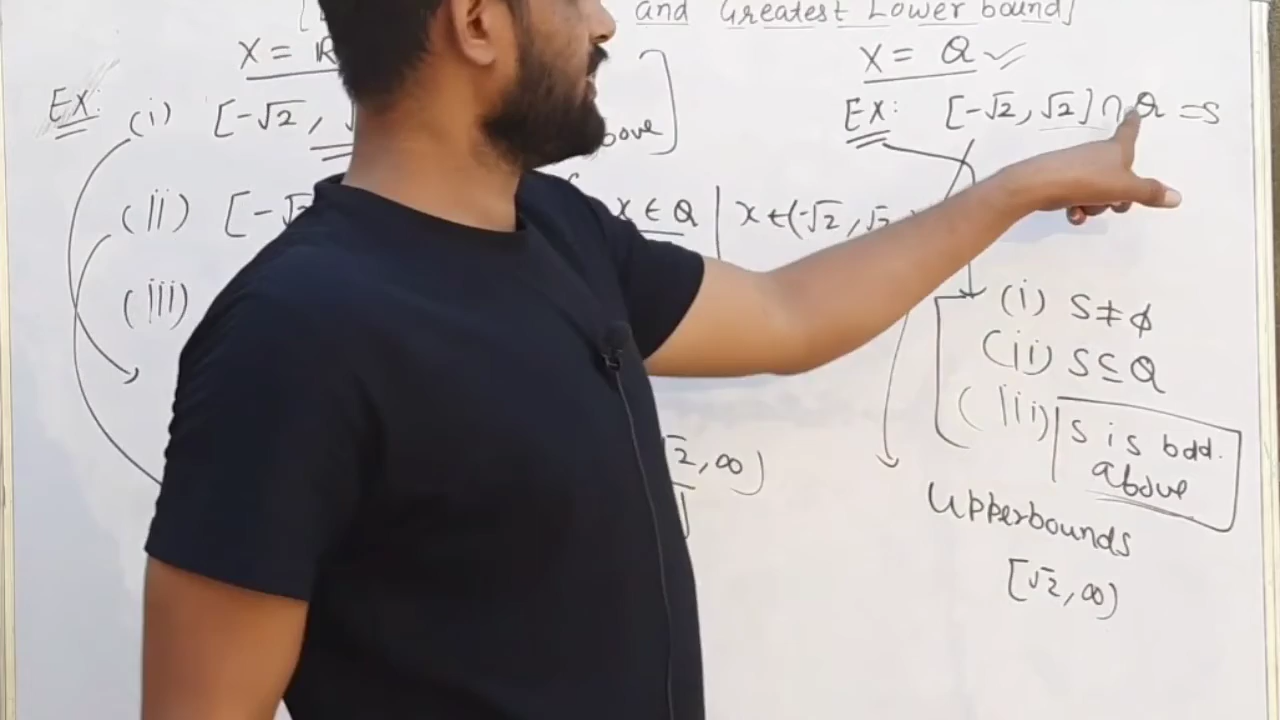 and Greatest Lower bound]
X = R
EX: (i) [-√2,
above]
(ii) [-√2
x ∈ Q | x ∈ (-√2, √2
(iii)
√2, ∞)
X = Q ✓
EX: [-√2, √2] ∩ Q = S
(i) S ≠ ϕ
(ii) S ⊆ Q
(iii) S is bdd.
above
Upperbounds
[√2, ∞)